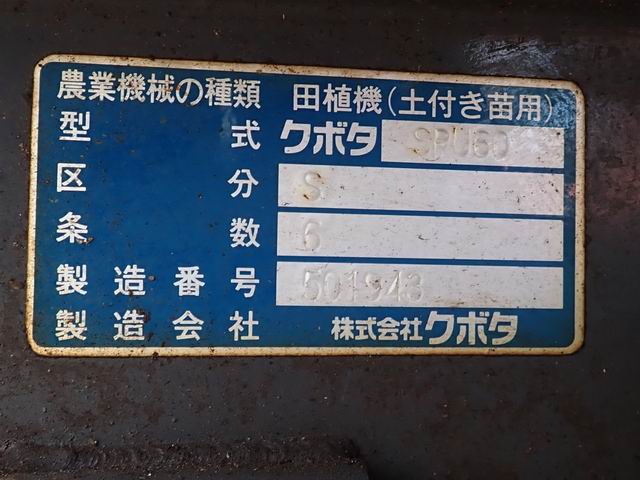 農業機械の種類 田植機(土付き苗用)
型式 クボタ SPU60
区分 S
条数 6
製造番号 501943
製造会社 株式会社クボタ